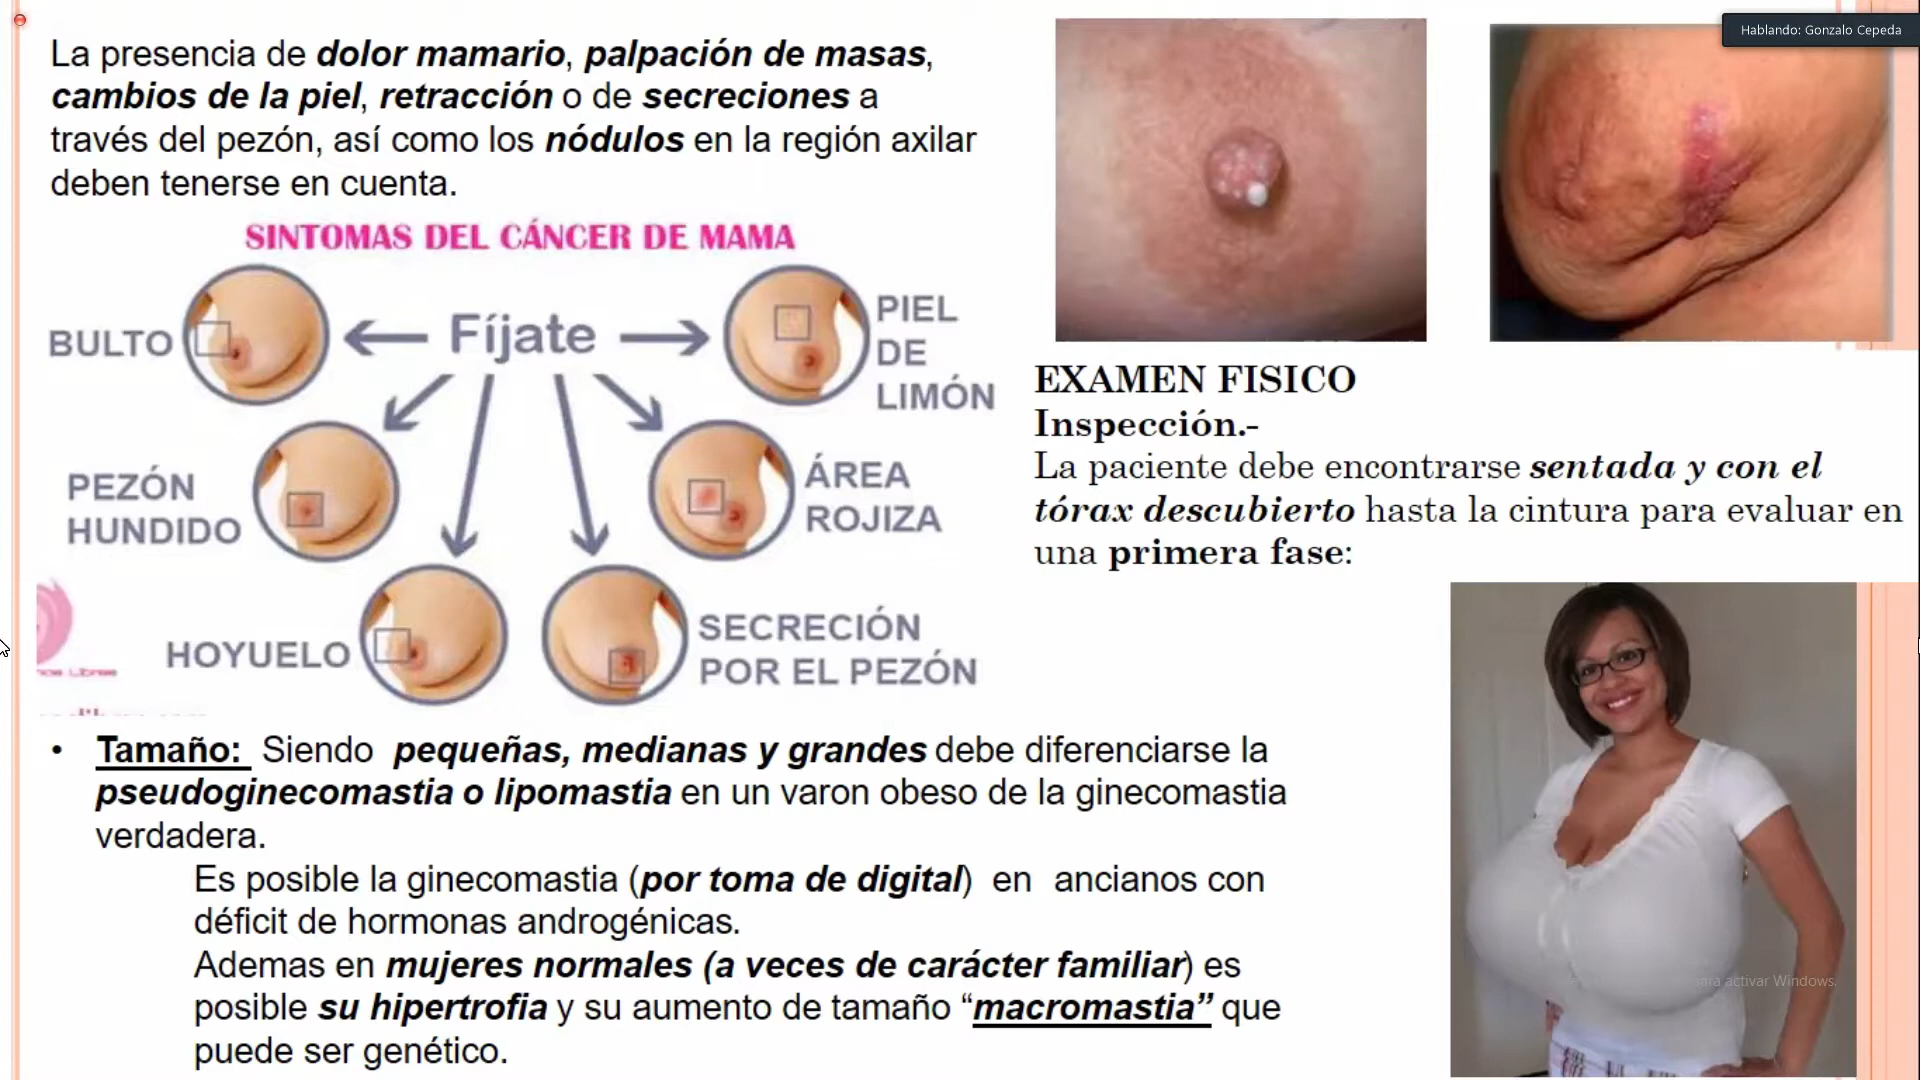 Hablando: Gonzalo Cepeda
La presencia de dolor mamario, palpación de masas,
cambios de la piel, retracción o de secreciones a
través del pezón, así como los nódulos en la región axilar
deben tenerse en cuenta.
SINTOMAS DEL CÁNCER DE MAMA
Fíjate
BULTO
PIEL
DE
LIMÓN
PEZÓN
HUNDIDO
ÁREA
ROJIZA
HOYUELO
SECRECIÓN
POR EL PEZÓN
EXAMEN FISICO
Inspección.-
La paciente debe encontrarse sentada y con el
tórax descubierto hasta la cintura para evaluar en
una primera fase:
• Tamaño: Siendo pequeñas, medianas y grandes debe diferenciarse la
pseudoginecomastia o lipomastia en un varon obeso de la ginecomastia
verdadera.
Es posible la ginecomastia (por toma de digital) en ancianos con
déficit de hormonas androgénicas.
Ademas en mujeres normales (a veces de carácter familiar) es
posible su hipertrofia y su aumento de tamaño “macromastia” que
puede ser genético.
para activar Windows.